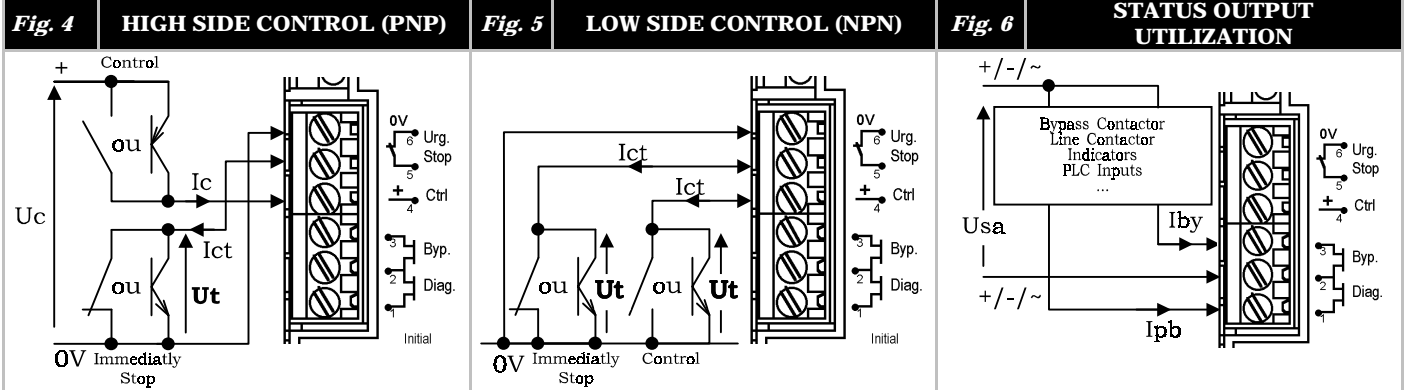 Fig. 4
HIGH SIDE CONTROL (PNP)
Fig. 5
LOW SIDE CONTROL (NPN)
Fig. 6
STATUS OUTPUT
UTILIZATION
+
Control
ou
Ic
Uc
Ict
ou
Ut
0V
Immediatly
Stop
0V
6
Urg.
Stop
5
+
Ctrl
4
3
Byp.
2
Diag.
1
Initial
Ict
Ict
ou
Ut
ou
Ut
0V
Immediatly
Stop
Control
0V
6
Urg.
Stop
5
+
Ctrl
4
3
Byp.
2
Diag.
1
Initial
+/-/~
Bypass Contactor
Line Contactor
Indicators
PLC Inputs
...
Usa
Iby
+/-/~
Ipb
0V
6
Urg.
Stop
5
+
Ctrl
4
3
Byp.
2
Diag.
1